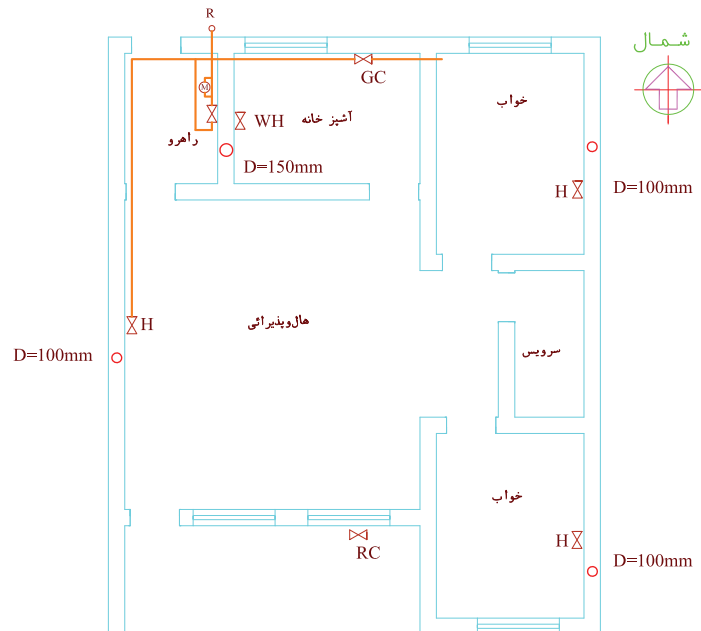 R
شمال
M
GC
خواب
WH
آشپز خانه
راهرو
D=150mm
H
D=100mm
هال‌وپذیرائی
H
D=100mm
سرویس
خواب
H
RC
D=100mm